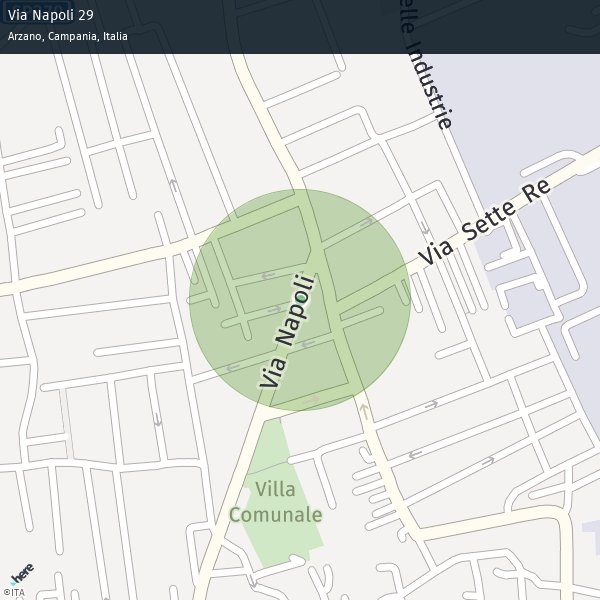 Via Napoli 29
Arzano, Campania, Italia
elle Industrie
Via Sette Re
Via Napoli
Villa
Comunale
here
©ITA